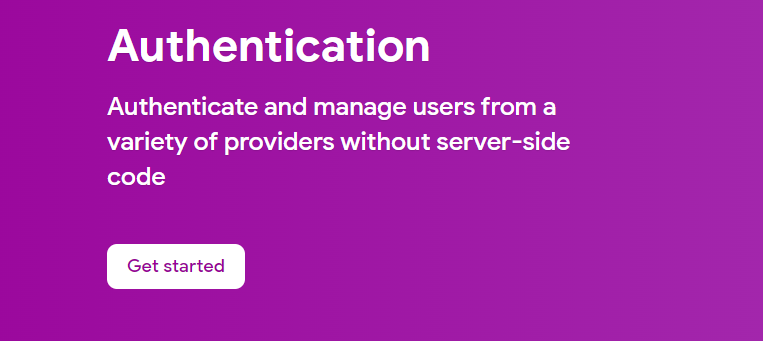 Authentication
Authenticate and manage users from a
variety of providers without server-side
code
Get started